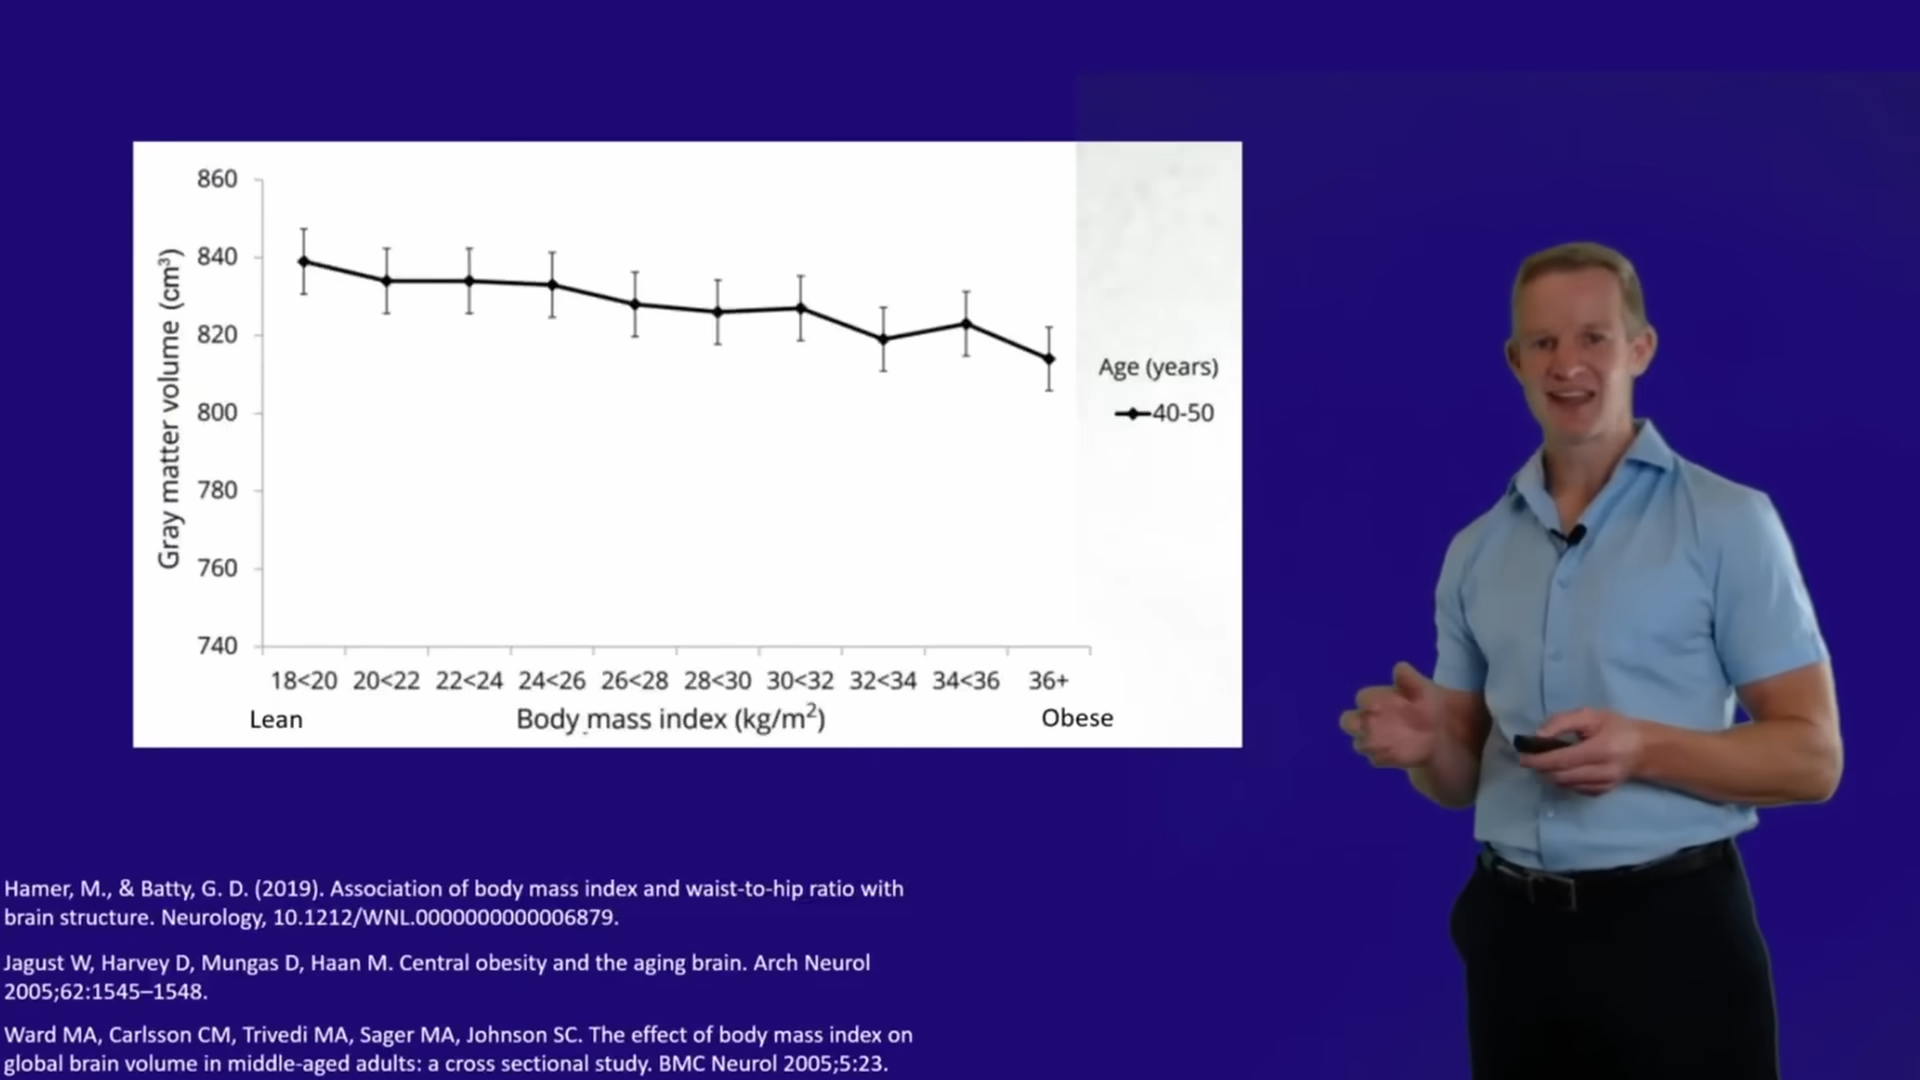 860
840
820
800
780
760
740
Gray matter volume (cm³)
18<20 20<22 22<24 24<26 26<28 28<30 30<32 32<34 34<36 36+
Lean
Body mass index (kg/m²)
Obese
Age (years)
40-50
Hamer, M., & Batty, G. D. (2019). Association of body mass index and waist-to-hip ratio with
brain structure. Neurology, 10.1212/WNL.0000000000006879.
Jagust W, Harvey D, Mungas D, Haan M. Central obesity and the aging brain. Arch Neurol
2005;62:1545–1548.
Ward MA, Carlsson CM, Trivedi MA, Sager MA, Johnson SC. The effect of body mass index on
global brain volume in middle-aged adults: a cross sectional study. BMC Neurol 2005;5:23.